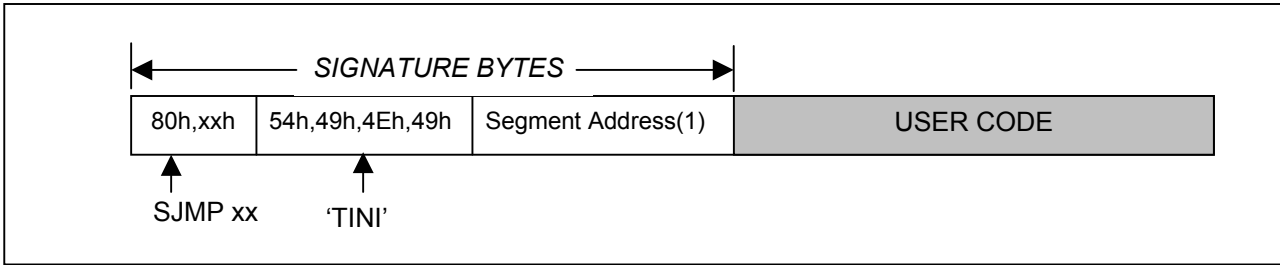 SIGNATURE BYTES
80h,xxh
54h,49h,4Eh,49h
Segment Address(1)
USER CODE
SJMP xx
‘TINI’